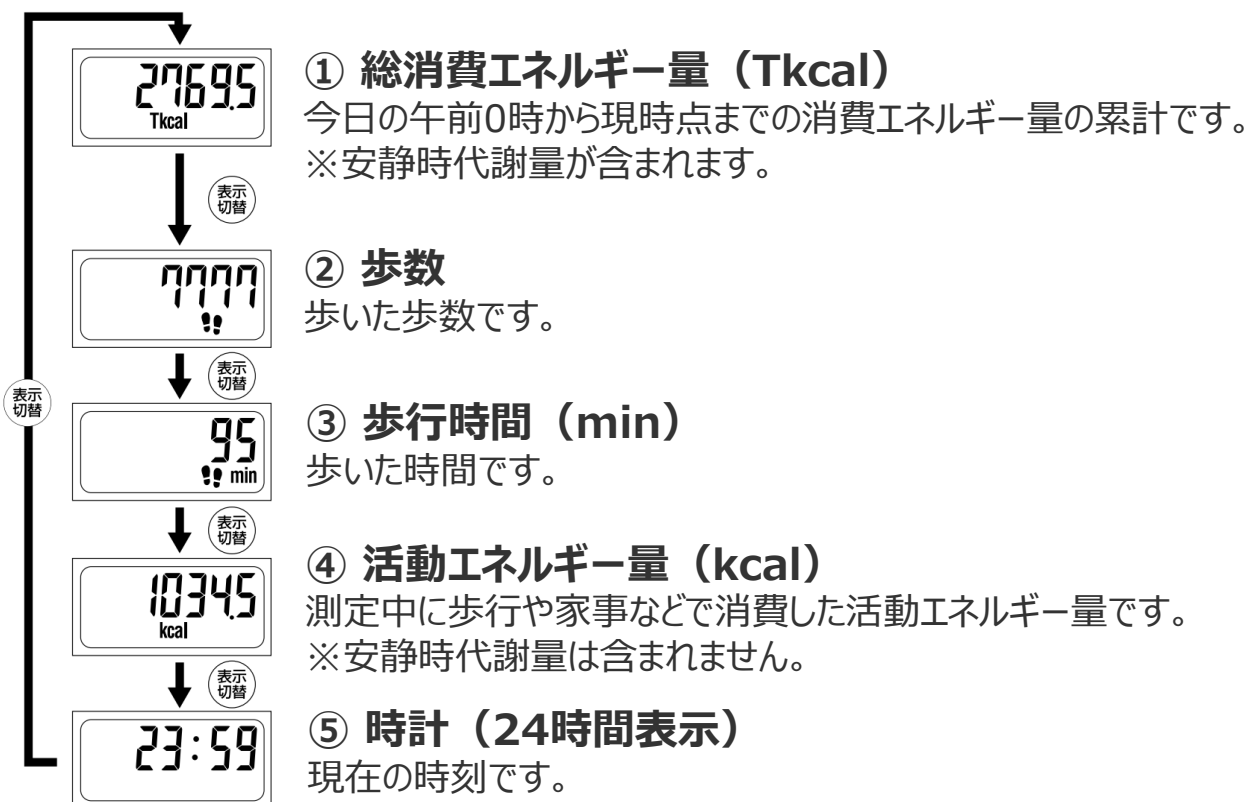 2769.5
Tkcal
① 総消費エネルギー量（Tkcal）
今日の午前0時から現時点までの消費エネルギー量の累計です。
※安静時代謝量が含まれます。
表示
切替
7777
② 歩数
歩いた歩数です。
表示
切替
表示
切替
95
min
③ 歩行時間（min）
歩いた時間です。
表示
切替
1034.5
kcal
④ 活動エネルギー量（kcal）
測定中に歩行や家事などで消費した活動エネルギー量です。
※安静時代謝量は含まれません。
表示
切替
23:59
⑤ 時計（24時間表示）
現在の時刻です。